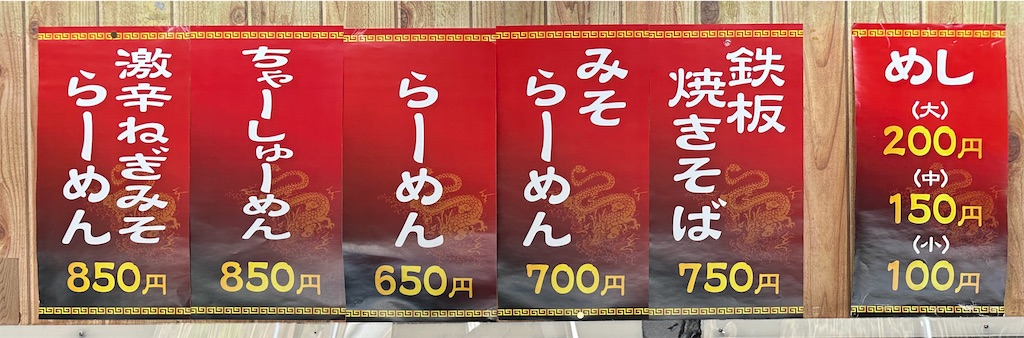 激辛ねぎみそ
らーめん
850円
ちゃーしゅーめん
850円
らーめん
650円
みそ
らーめん
700円
鉄板
焼きそば
750円
めし
(大)
200円
(中)
150円
(小)
100円